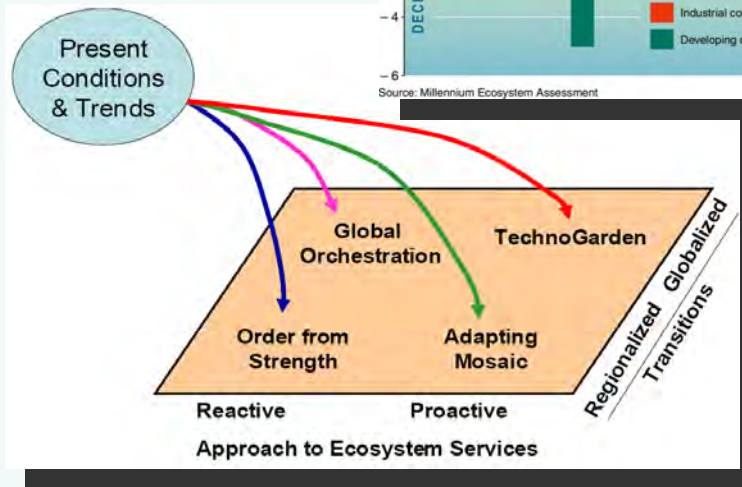 – 4
DECL
Industrial co
Developing
– 6
Source: Millennium Ecosystem Assessment
Present
Conditions
& Trends
Global
Orchestration
TechnoGarden
Order from
Strength
Adapting
Mosaic
Regionalized Globalized
Transitions
Reactive Proactive
Approach to Ecosystem Services